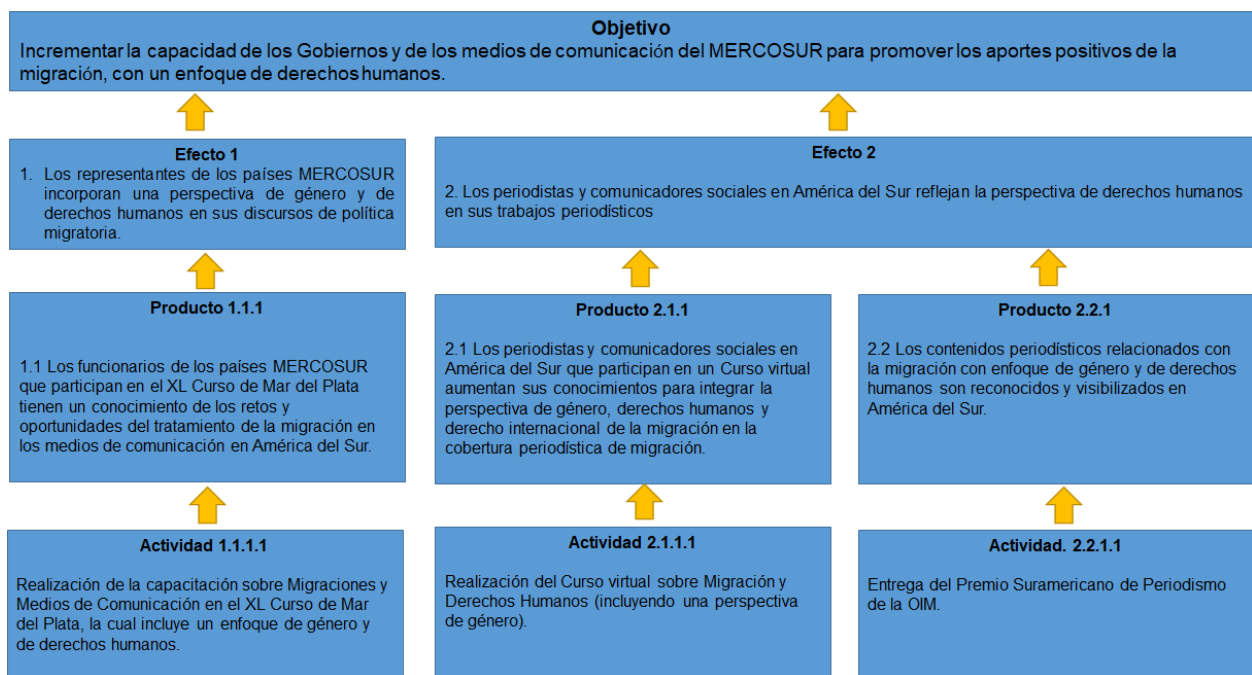 Objetivo
Incrementar la capacidad de los Gobiernos y de los medios de comunicación del MERCOSUR para promover los aportes positivos de la
migración, con un enfoque de derechos humanos.
Efecto 1
1. Los representantes de los países MERCOSUR
incorporan una perspectiva de género y de
derechos humanos en sus discursos de política
migratoria.
Efecto 2
2. Los periodistas y comunicadores sociales en América del Sur reflejan la perspectiva de derechos humanos
en sus trabajos periodísticos
Producto 1.1.1
1.1 Los funcionarios de los países MERCOSUR
que participan en el XL Curso de Mar del Plata
tienen un conocimiento de los retos y
oportunidades del tratamiento de la migración en
los medios de comunicación en América del Sur.
Producto 2.1.1
2.1 Los periodistas y comunicadores sociales en
América del Sur que participan en un Curso virtual
aumentan sus conocimientos para integrar la
perspectiva de género, derechos humanos y
derecho internacional de la migración en la
cobertura periodística de migración.
Producto 2.2.1
2.2 Los contenidos periodísticos relacionados con
la migración con enfoque de género y de derechos
humanos son reconocidos y visibilizados en
América del Sur.
Actividad 1.1.1.1
Realización de la capacitación sobre Migraciones y
Medios de Comunicación en el XL Curso de Mar
del Plata, la cual incluye un enfoque de género y
de derechos humanos.
Actividad 2.1.1.1
Realización del Curso virtual sobre Migración y
Derechos Humanos (incluyendo una perspectiva
de género).
Actividad. 2.2.1.1
Entrega del Premio Suramericano de Periodismo
de la OIM.